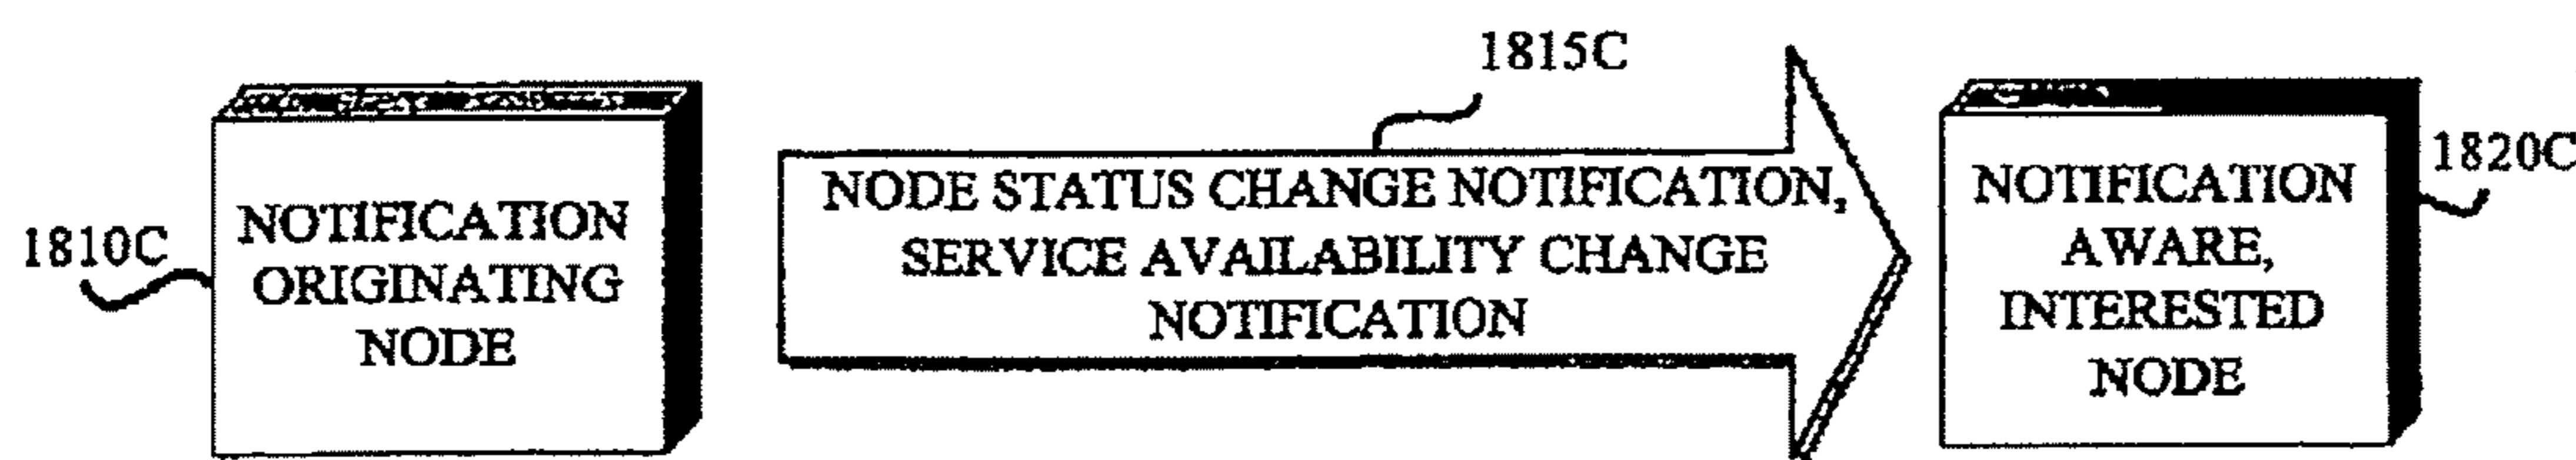 1815C
1810C
NOTIFICATION
ORIGINATING
NODE
NODE STATUS CHANGE NOTIFICATION,
SERVICE AVAILABILITY CHANGE
NOTIFICATION
NOTIFICATION
AWARE,
INTERESTED
NODE
1820C